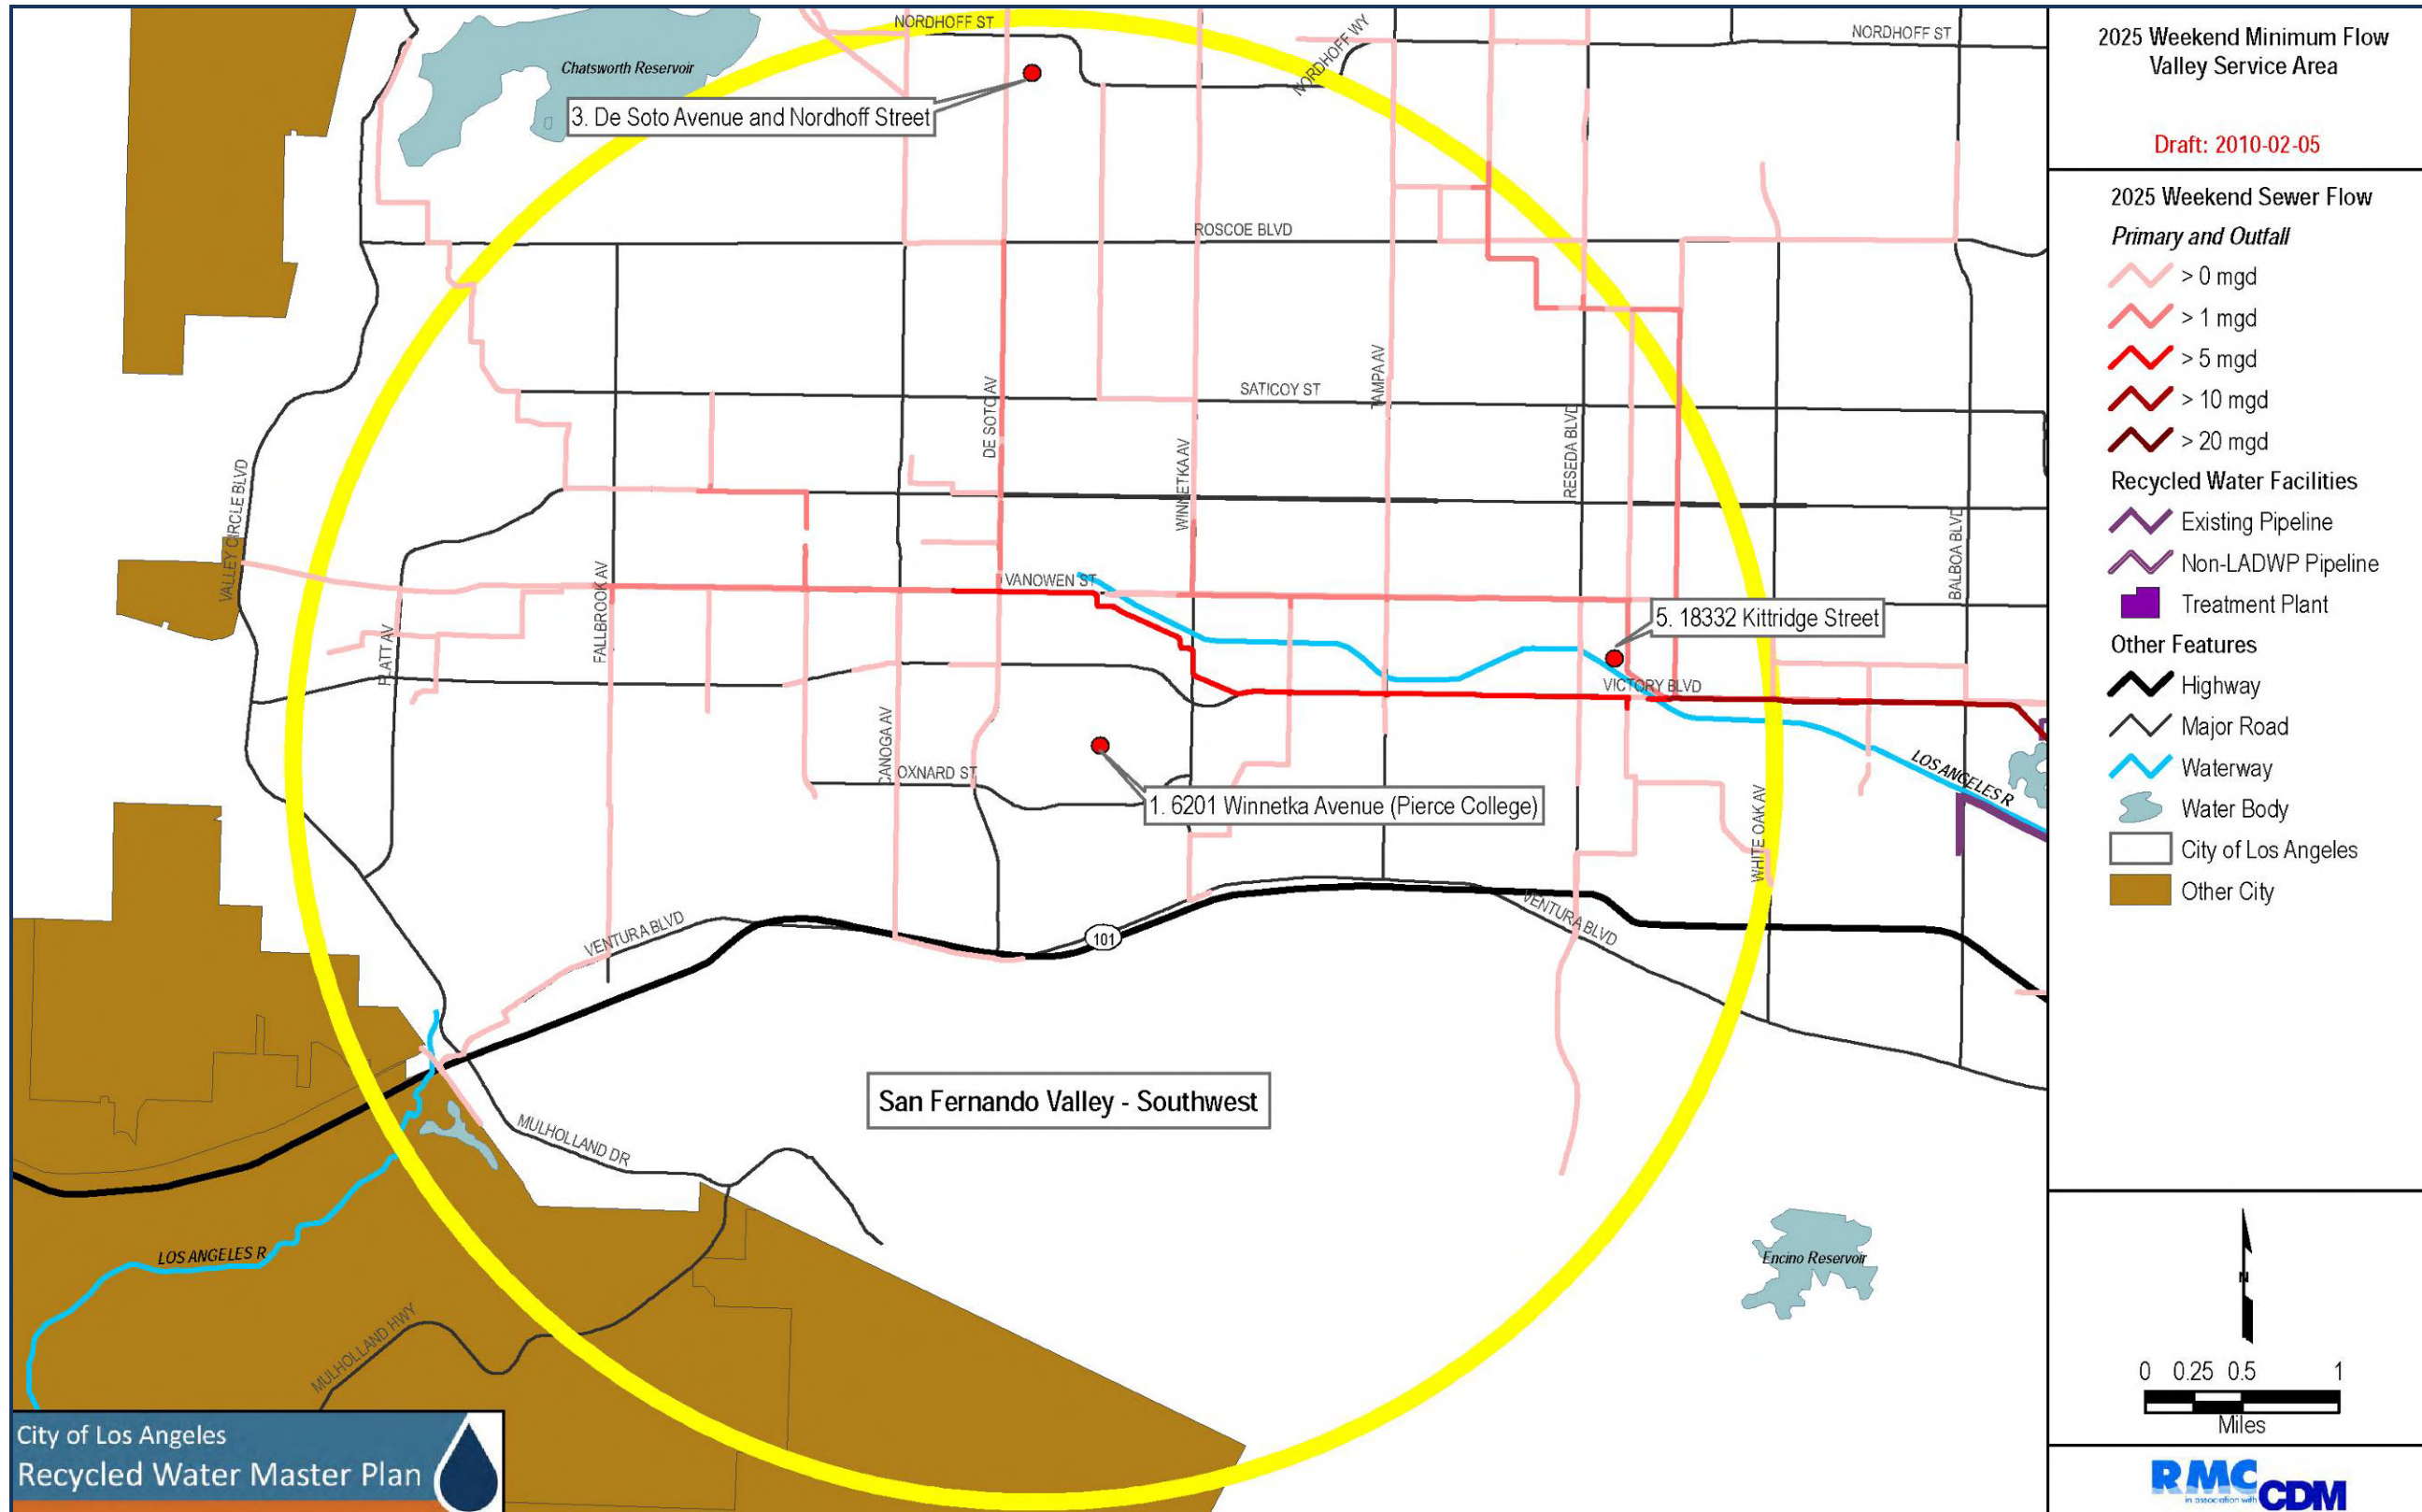 NORDHOFF ST
NORDHOFF WY
NORDHOFF ST
Chatsworth Reservoir
3. De Soto Avenue and Nordhoff Street
ROSCOE BLVD
SATICOY ST
DE SOTO AV
WINNETKA AV
TAMPA AV
RESEDA BLVD
VALLEY CIRCLE BLVD
BALBOA BLVD
VANOWEN ST
FALLBROOK AV
PLATT AV
5. 18332 Kittridge Street
VICTORY BLVD
CANOGA AV
OXNARD ST
1. 6201 Winnetka Avenue (Pierce College)
LOS ANGELES R
WHITE OAK AV
VENTURA BLVD
101
VENTURA BLVD
San Fernando Valley - Southwest
MULHOLLAND DR
LOS ANGELES R
MULHOLLAND HWY
Encino Reservoir
City of Los Angeles
Recycled Water Master Plan
2025 Weekend Minimum Flow
Valley Service Area
Draft: 2010-02-05
2025 Weekend Sewer Flow
Primary and Outfall
> 0 mgd
> 1 mgd
> 5 mgd
> 10 mgd
> 20 mgd
Recycled Water Facilities
Existing Pipeline
Non-LADWP Pipeline
Treatment Plant
Other Features
Highway
Major Road
Waterway
Water Body
City of Los Angeles
Other City
N
0 0.25 0.5 1
Miles
RMC
in association with CDM